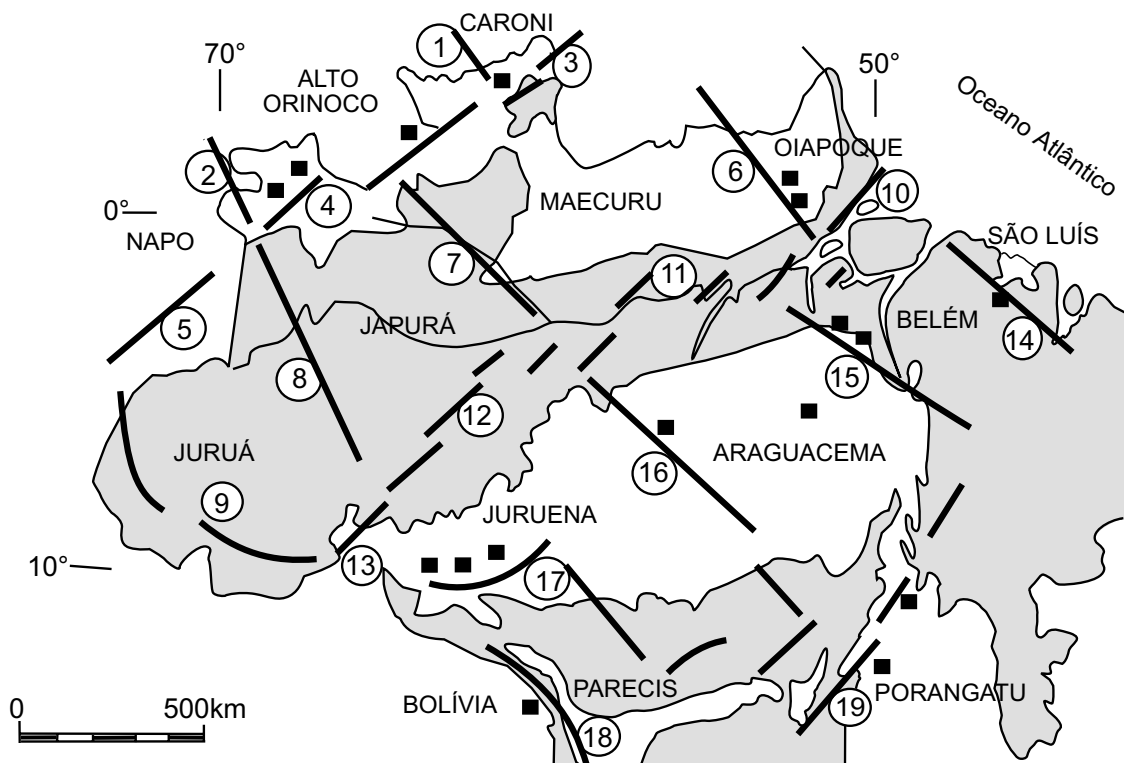 CARONI
1
70°
3
50°
ALTO
ORINOCO
Oceano Atlântico
OIAPOQUE
2
6
10
4
MAECURU
0°
NAPO
SÃO LUÍS
7
11
5
JAPURÁ
BELÉM
14
8
15
12
JURUÁ
ARAGUACEMA
16
9
JURUENA
10°
13
17
PARECIS
BOLÍVIA
PORANGATU
0
500km
18
19